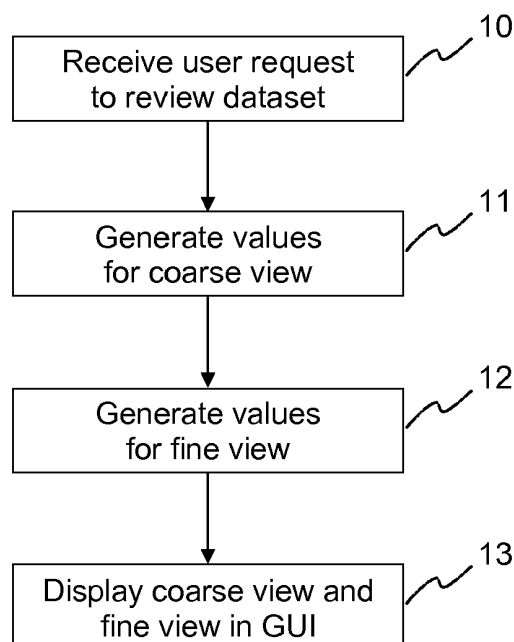 10
Receive user request
to review dataset
11
Generate values
for coarse view
12
Generate values
for fine view
13
Display coarse view and
fine view in GUI